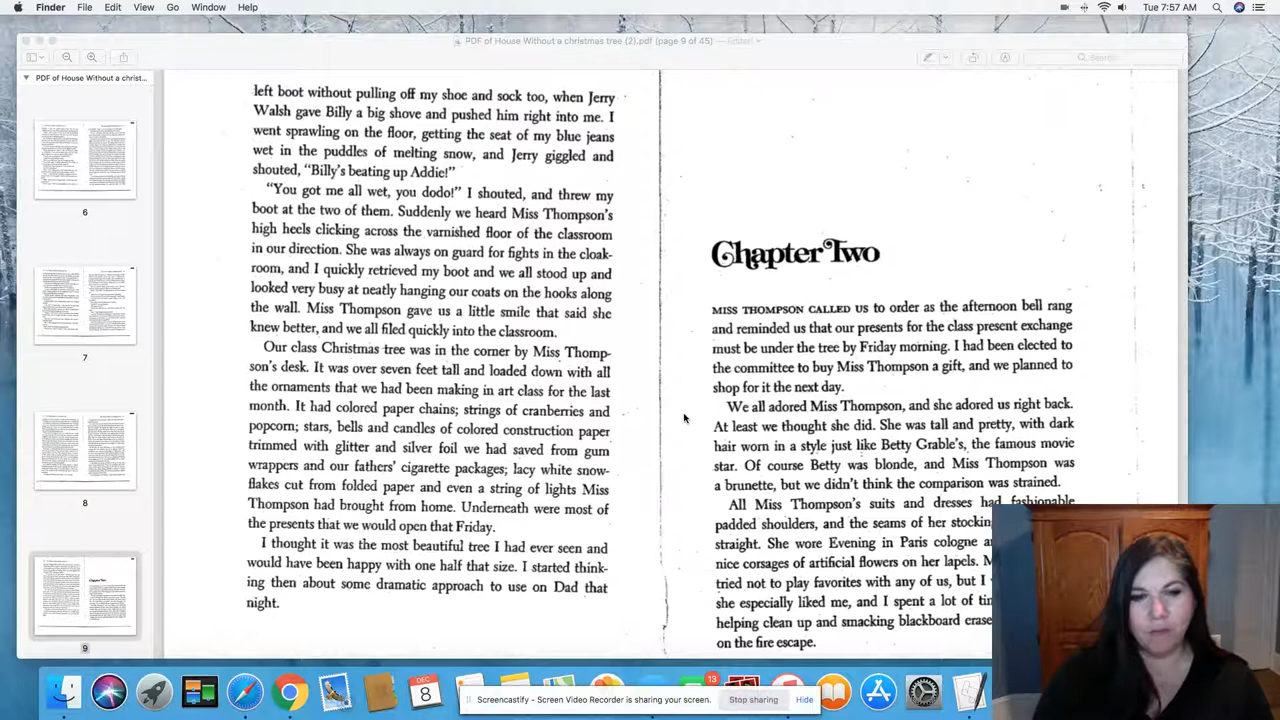 Finder File Edit View Go Window Help Tue 7:57 AM
PDF of House Without a christmas tree (2).pdf (page 9 of 45) — Edited
Search
PDF of House Without a christ...
6
7
8
9
left boot without pulling off my shoe and sock too, when Jerry
Walsh gave Billy a big shove and pushed him right into me. I
went sprawling on the floor, getting the seat of my blue jeans
wet in the puddles of melting snow, and Jerry giggled and
shouted, "Billy's beating up Addie!"
"You got me all wet, you dodo!" I shouted, and threw my
boot at the two of them. Suddenly we heard Miss Thompson's
high heels clicking across the varnished floor of the classroom
in our direction. She was always on guard for fights in the cloak-
room, and I quickly retrieved my boot and we all stood up and
looked very busy at neatly hanging our coats on the hooks along
the wall. Miss Thompson gave us a little smile that said she
knew better, and we all filed quickly into the classroom.
Our class Christmas tree was in the corner by Miss Thomp-
son's desk. It was over seven feet tall and loaded down with all
the ornaments that we had been making in art class for the last
month. It had colored paper chains; strings of cranberries and
popcorn; stars, bells and candles of colored construction paper
trimmed with glitter and silver foil we had saved from gum
wrappers and our fathers' cigarette packages; lacy white snow-
flakes cut from folded paper and even a string of lights Miss
Thompson had brought from home. Underneath were most of
the presents that we would open that Friday.
I thought it was the most beautiful tree I had ever seen and
would have been happy with one half that size. I started think-
ing then about some dramatic approach to use on Dad that
night.
Chapter Two
MISS THOMPSON CALLED US to order as the afternoon bell rang
and reminded us that our presents for the class present exchange
must be under the tree by Friday morning. I had been elected to
the committee to buy Miss Thompson a gift, and we planned to
shop for it the next day.
We all adored Miss Thompson, and she adored us right back.
At least we thought she did. She was tall and pretty, with dark
hair worn in a style just like Betty Grable's, the famous movie
star. Of course Betty was blonde, and Miss Thompson was
a brunette, but we didn't think the comparison was strained.
All Miss Thompson's suits and dresses had fashionable
padded shoulders, and the seams of her stockin
straight. She wore Evening in Paris cologne a
nice corsages of artificial flowers on her lapels. M
tried not to play favorites with any of us, but I
she especially liked me, and I spent a lot of ti
helping clean up and smacking blackboard erase
on the fire escape.
DEC
8
13
Screencastify - Screen Video Recorder is sharing your screen. Stop sharing Hide